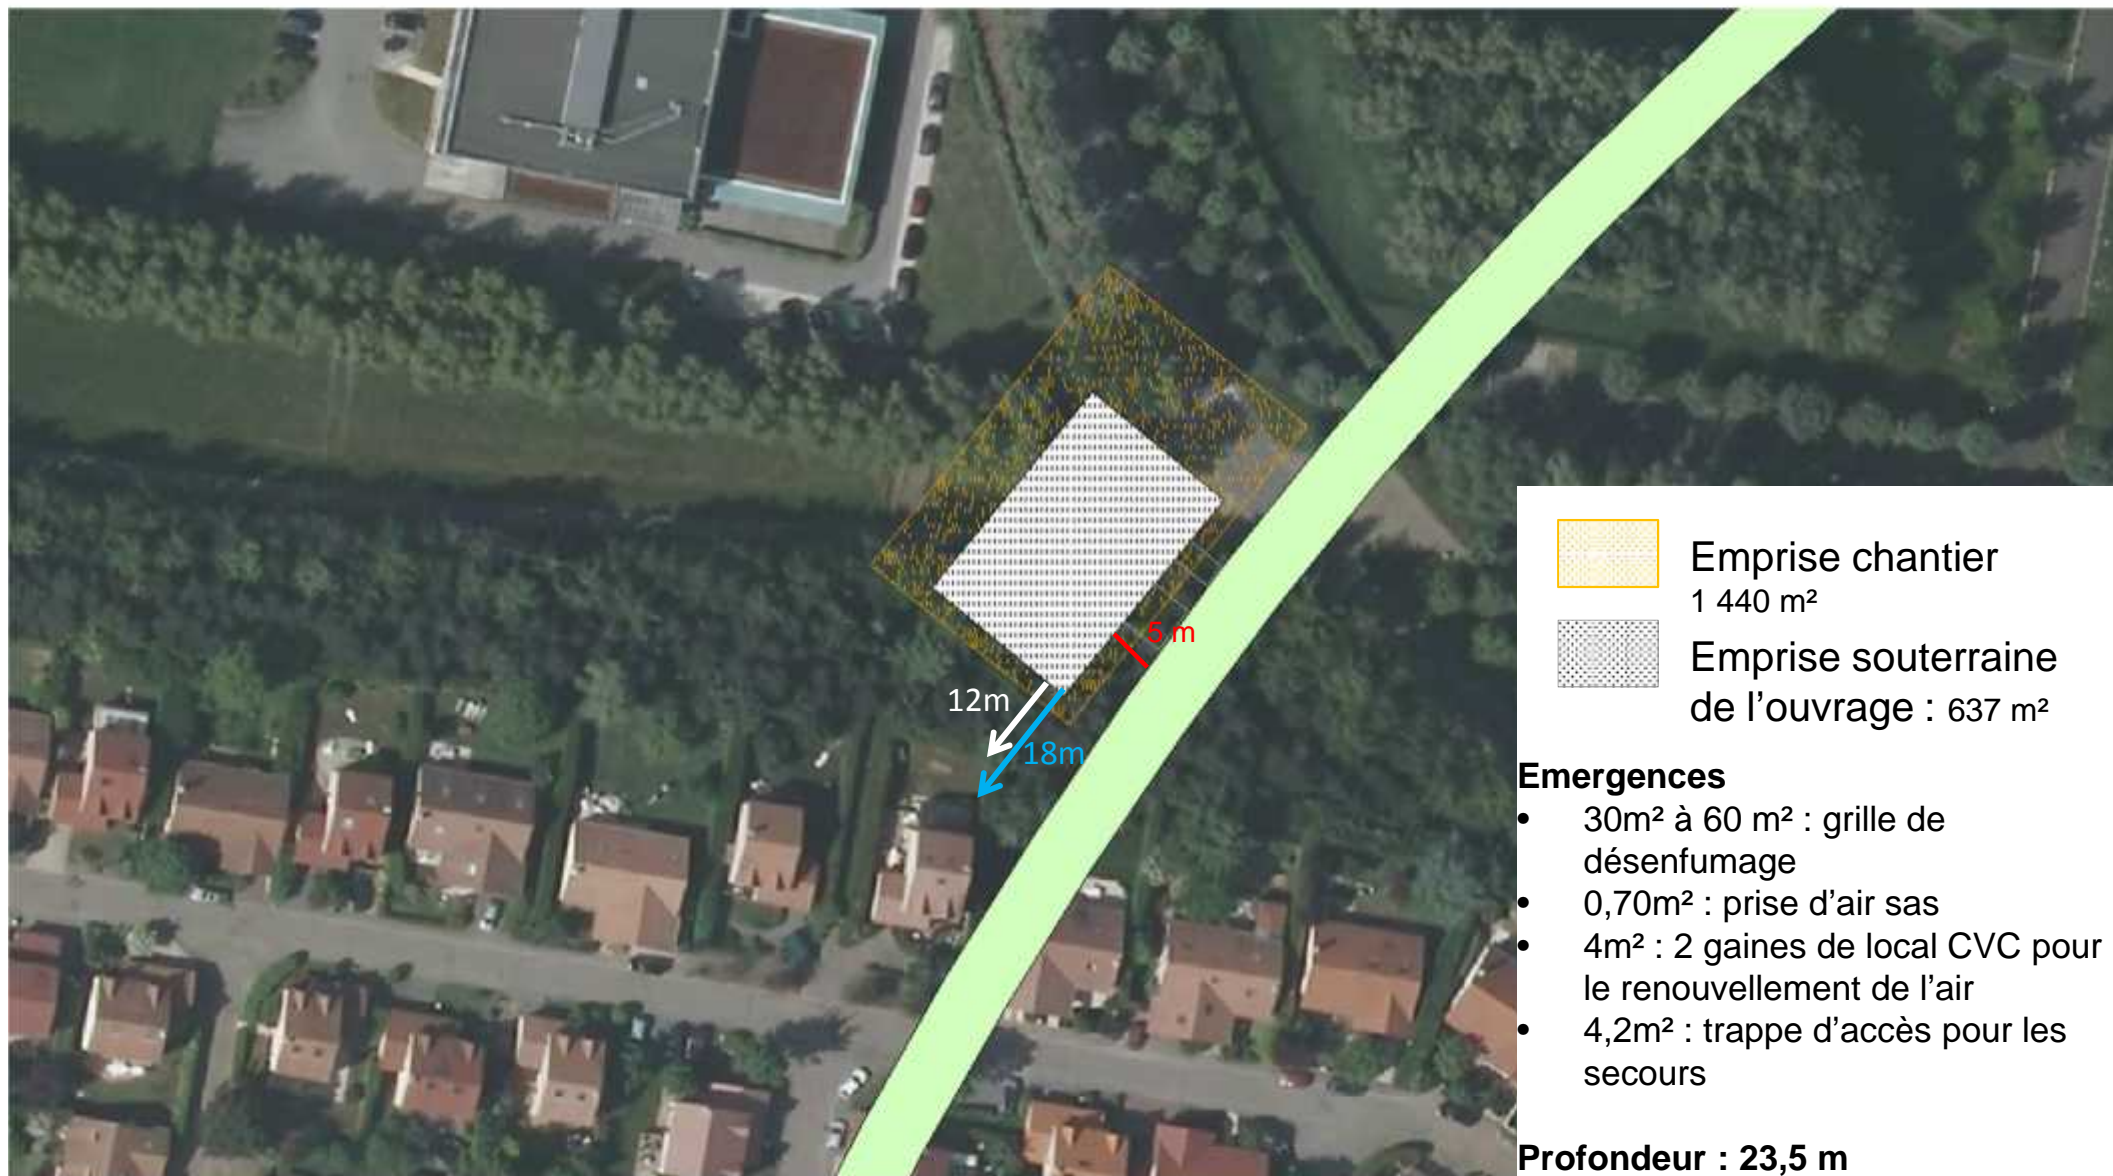 5 m
12m
18m
Emprise chantier
1 440 m²
Emprise souterraine
de l’ouvrage : 637 m²
Emergences
• 30m² à 60 m² : grille de
désenfumage
• 0,70m² : prise d’air sas
• 4m² : 2 gaines de local CVC pour
le renouvellement de l’air
• 4,2m² : trappe d’accès pour les
secours
Profondeur : 23,5 m